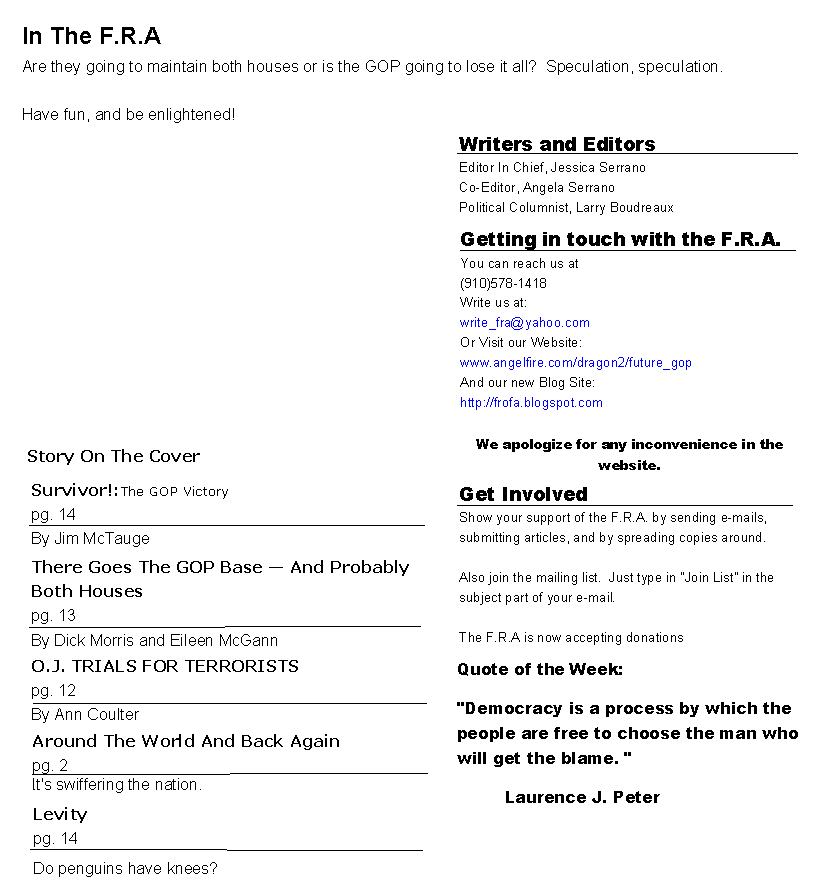 In The F.R.A
Are they going to maintain both houses or is the GOP going to lose it all?  Speculation, speculation.
Have fun, and be enlightened!
Writers and Editors
Editor In Chief, Jessica Serrano
Co-Editor, Angela Serrano
Political Columnist, Larry Boudreaux
Getting in touch with the F.R.A.
You can reach us at
(910)578-1418
Write us at:
write_fra@yahoo.com
Or Visit our Website:
www.angelfire.com/dragon2/future_gop
And our new Blog Site:
http://frofa.blogspot.com
We apologize for any inconvenience in the
website.
Get Involved
Show your support of the F.R.A. by sending e-mails,
submitting articles, and by spreading copies around.
Also join the mailing list.  Just type in "Join List" in the
subject part of your e-mail.
The F.R.A is now accepting donations
Quote of the Week:
"Democracy is a process by which the
people are free to choose the man who
will get the blame. "
Laurence J. Peter
Story On The Cover
Survivor!: The GOP Victory
pg. 14
By Jim McTauge
There Goes The GOP Base — And Probably
Both Houses
pg. 13
By Dick Morris and Eileen McGann
O.J. TRIALS FOR TERRORISTS
pg. 12
By Ann Coulter
Around The World And Back Again
pg. 2
It's swiffering the nation.
Levity
pg. 14
Do penguins have knees?